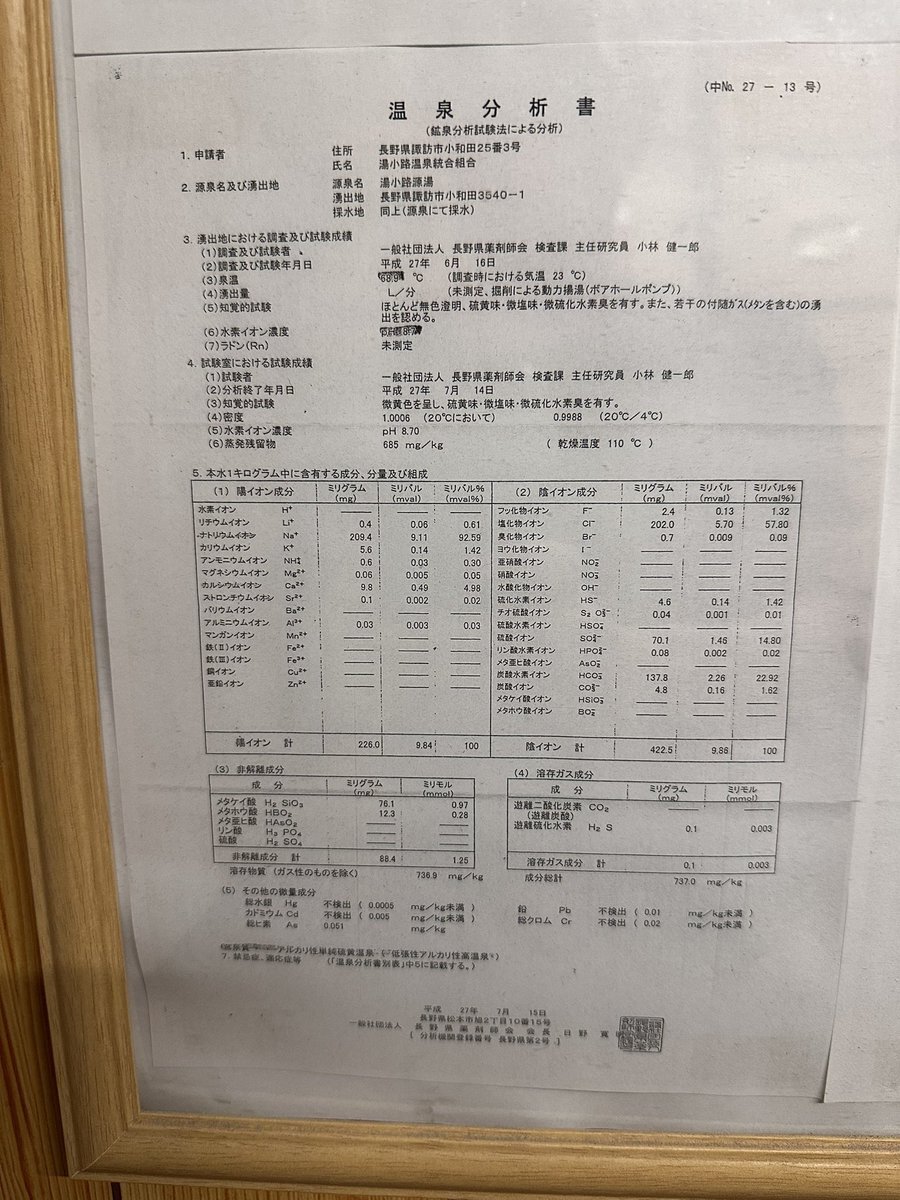 (中No. 27 － 13 号)
温泉分析書
(鉱泉分析試験法による分析)
1. 申請者 住所 長野県諏訪市小和田25番3号
氏名 湯小路温泉統合組合
2. 源泉名及び湧出地 源泉名 湯小路源湯
湧出地 長野県諏訪市小和田3540-1
採水地 同上(源泉にて採水)
3. 湧出地における調査及び試験成績
(1)調査及び試験者 一般社団法人 長野県薬剤師会 検査課 主任研究員 小林 健一郎
(2)調査及び試験年月日 平成 27年 6月 16日
(3)泉温 ℃ (調査時における気温 23 ℃)
(4)湧出量 L/分 (未測定、掘削による動力揚湯(ボアホールポンプ))
(5)知覚的試験 ほとんど無色澄明、硫黄味・微塩味・微硫化水素臭を有す。また、若干の付随ガス(メタンを含む)の湧
出を認める。
(6)水素イオン濃度
(7)ラドン(Rn) 未測定
4. 試験室における試験成績
(1)試験者 一般社団法人 長野県薬剤師会 検査課 主任研究員 小林 健一郎
(2)分析終了年月日 平成 27年 7月 14日
(3)知覚的試験 微黄色を呈し、硫黄味・微塩味・微硫化水素臭を有す。
(4)密度 1.0006 (20℃において) 0.9988 (20℃/4℃)
(5)水素イオン濃度 pH 8.70
(6)蒸発残留物 685 mg/kg ( 乾燥温度 110 ℃ )
5. 本水1キログラム中に含有する成分、分量及び組成
(1) 陽イオン成分 ミリグラム(mg) ミリバル(mval) ミリバル%(mval%)
水素イオン H⁺ ― ― ―
リチウムイオン Li⁺ 0.4 0.06 0.61
ナトリウムイオン Na⁺ 209.4 9.11 92.59
カリウムイオン K⁺ 5.6 0.14 1.42
アンモニウムイオン NH₄⁺ 0.6 0.03 0.30
マグネシウムイオン Mg²⁺ 0.06 0.005 0.05
カルシウムイオン Ca²⁺ 9.8 0.49 4.98
ストロンチウムイオン Sr²⁺ 0.1 0.002 0.02
バリウムイオン Ba²⁺ ― ― ―
アルミニウムイオン Al³⁺ 0.03 0.003 0.03
マンガンイオン Mn²⁺ ― ― ―
鉄(Ⅱ)イオン Fe²⁺ ― ― ―
鉄(Ⅲ)イオン Fe³⁺ ― ― ―
銅イオン Cu²⁺ ― ― ―
亜鉛イオン Zn²⁺ ― ― ―
陽イオン 計 226.0 9.84 100
(2) 陰イオン成分 ミリグラム(mg) ミリバル(mval) ミリバル%(mval%)
フッ化物イオン F⁻ 2.4 0.13 1.32
塩化物イオン Cl⁻ 202.0 5.70 57.80
臭化物イオン Br⁻ 0.7 0.009 0.09
ヨウ化物イオン I⁻ ― ― ―
亜硝酸イオン NO₂⁻ ― ― ―
硝酸イオン NO₃⁻ ― ― ―
水酸化物イオン OH⁻ ― ― ―
硫化水素イオン HS⁻ 4.6 0.14 1.42
チオ硫酸イオン S₂O₃²⁻ 0.04 0.001 0.01
硫酸水素イオン HSO₄⁻ ― ― ―
硫酸イオン SO₄²⁻ 70.1 1.46 14.80
リン酸水素イオン HPO₄²⁻ 0.08 0.002 0.02
メタ亜ヒ酸イオン AsO₂⁻ ― ― ―
炭酸水素イオン HCO₃⁻ 137.8 2.26 22.92
炭酸イオン CO₃²⁻ 4.8 0.16 1.62
メタケイ酸イオン HSiO₃⁻ ― ― ―
メタホウ酸イオン BO₂⁻ ― ― ―
陰イオン 計 422.5 9.86 100
(3) 非解離成分
成 分 ミリグラム(mg) ミリモル(mmol)
メタケイ酸 H₂SiO₃ 76.1 0.97
メタホウ酸 HBO₂ 12.3 0.28
メタ亜ヒ酸 HAsO₂ ― ―
リン酸 H₃PO₄ ― ―
硫酸 H₂SO₄ ― ―
非解離成分 計 88.4 1.25
溶存物質(ガス性のものを除く) 736.9 mg/kg
(4) 溶存ガス成分
成 分 ミリグラム(mg) ミリモル(mmol)
遊離二酸化炭素 CO₂ ― ―
(遊離炭酸)
遊離硫化水素 H₂S 0.1 0.003
溶存ガス成分 計 0.1 0.003
成分総計 737.0 mg/kg
(5) その他の微量成分
総水銀 Hg 不検出 ( 0.0005 mg/kg未満 ) 鉛 Pb 不検出 ( 0.01 mg/kg未満 )
カドミウム Cd 不検出 ( 0.005 mg/kg未満 ) 総クロム Cr 不検出 ( 0.02 mg/kg未満 )
総ヒ素 As 0.051 mg/kg
アルカリ性単純硫黄温泉 (低張性アルカリ性高温泉)
7. 禁忌症、適応症等 (「温泉分析書別表」中5に記載する。)
平成 27年 7月 15日
長野県松本市旭2丁目10番15号
一般社団法人 長野県薬剤師会 会長 日野 寛明
[ 分析機関登録番号 長野県第2号 ]